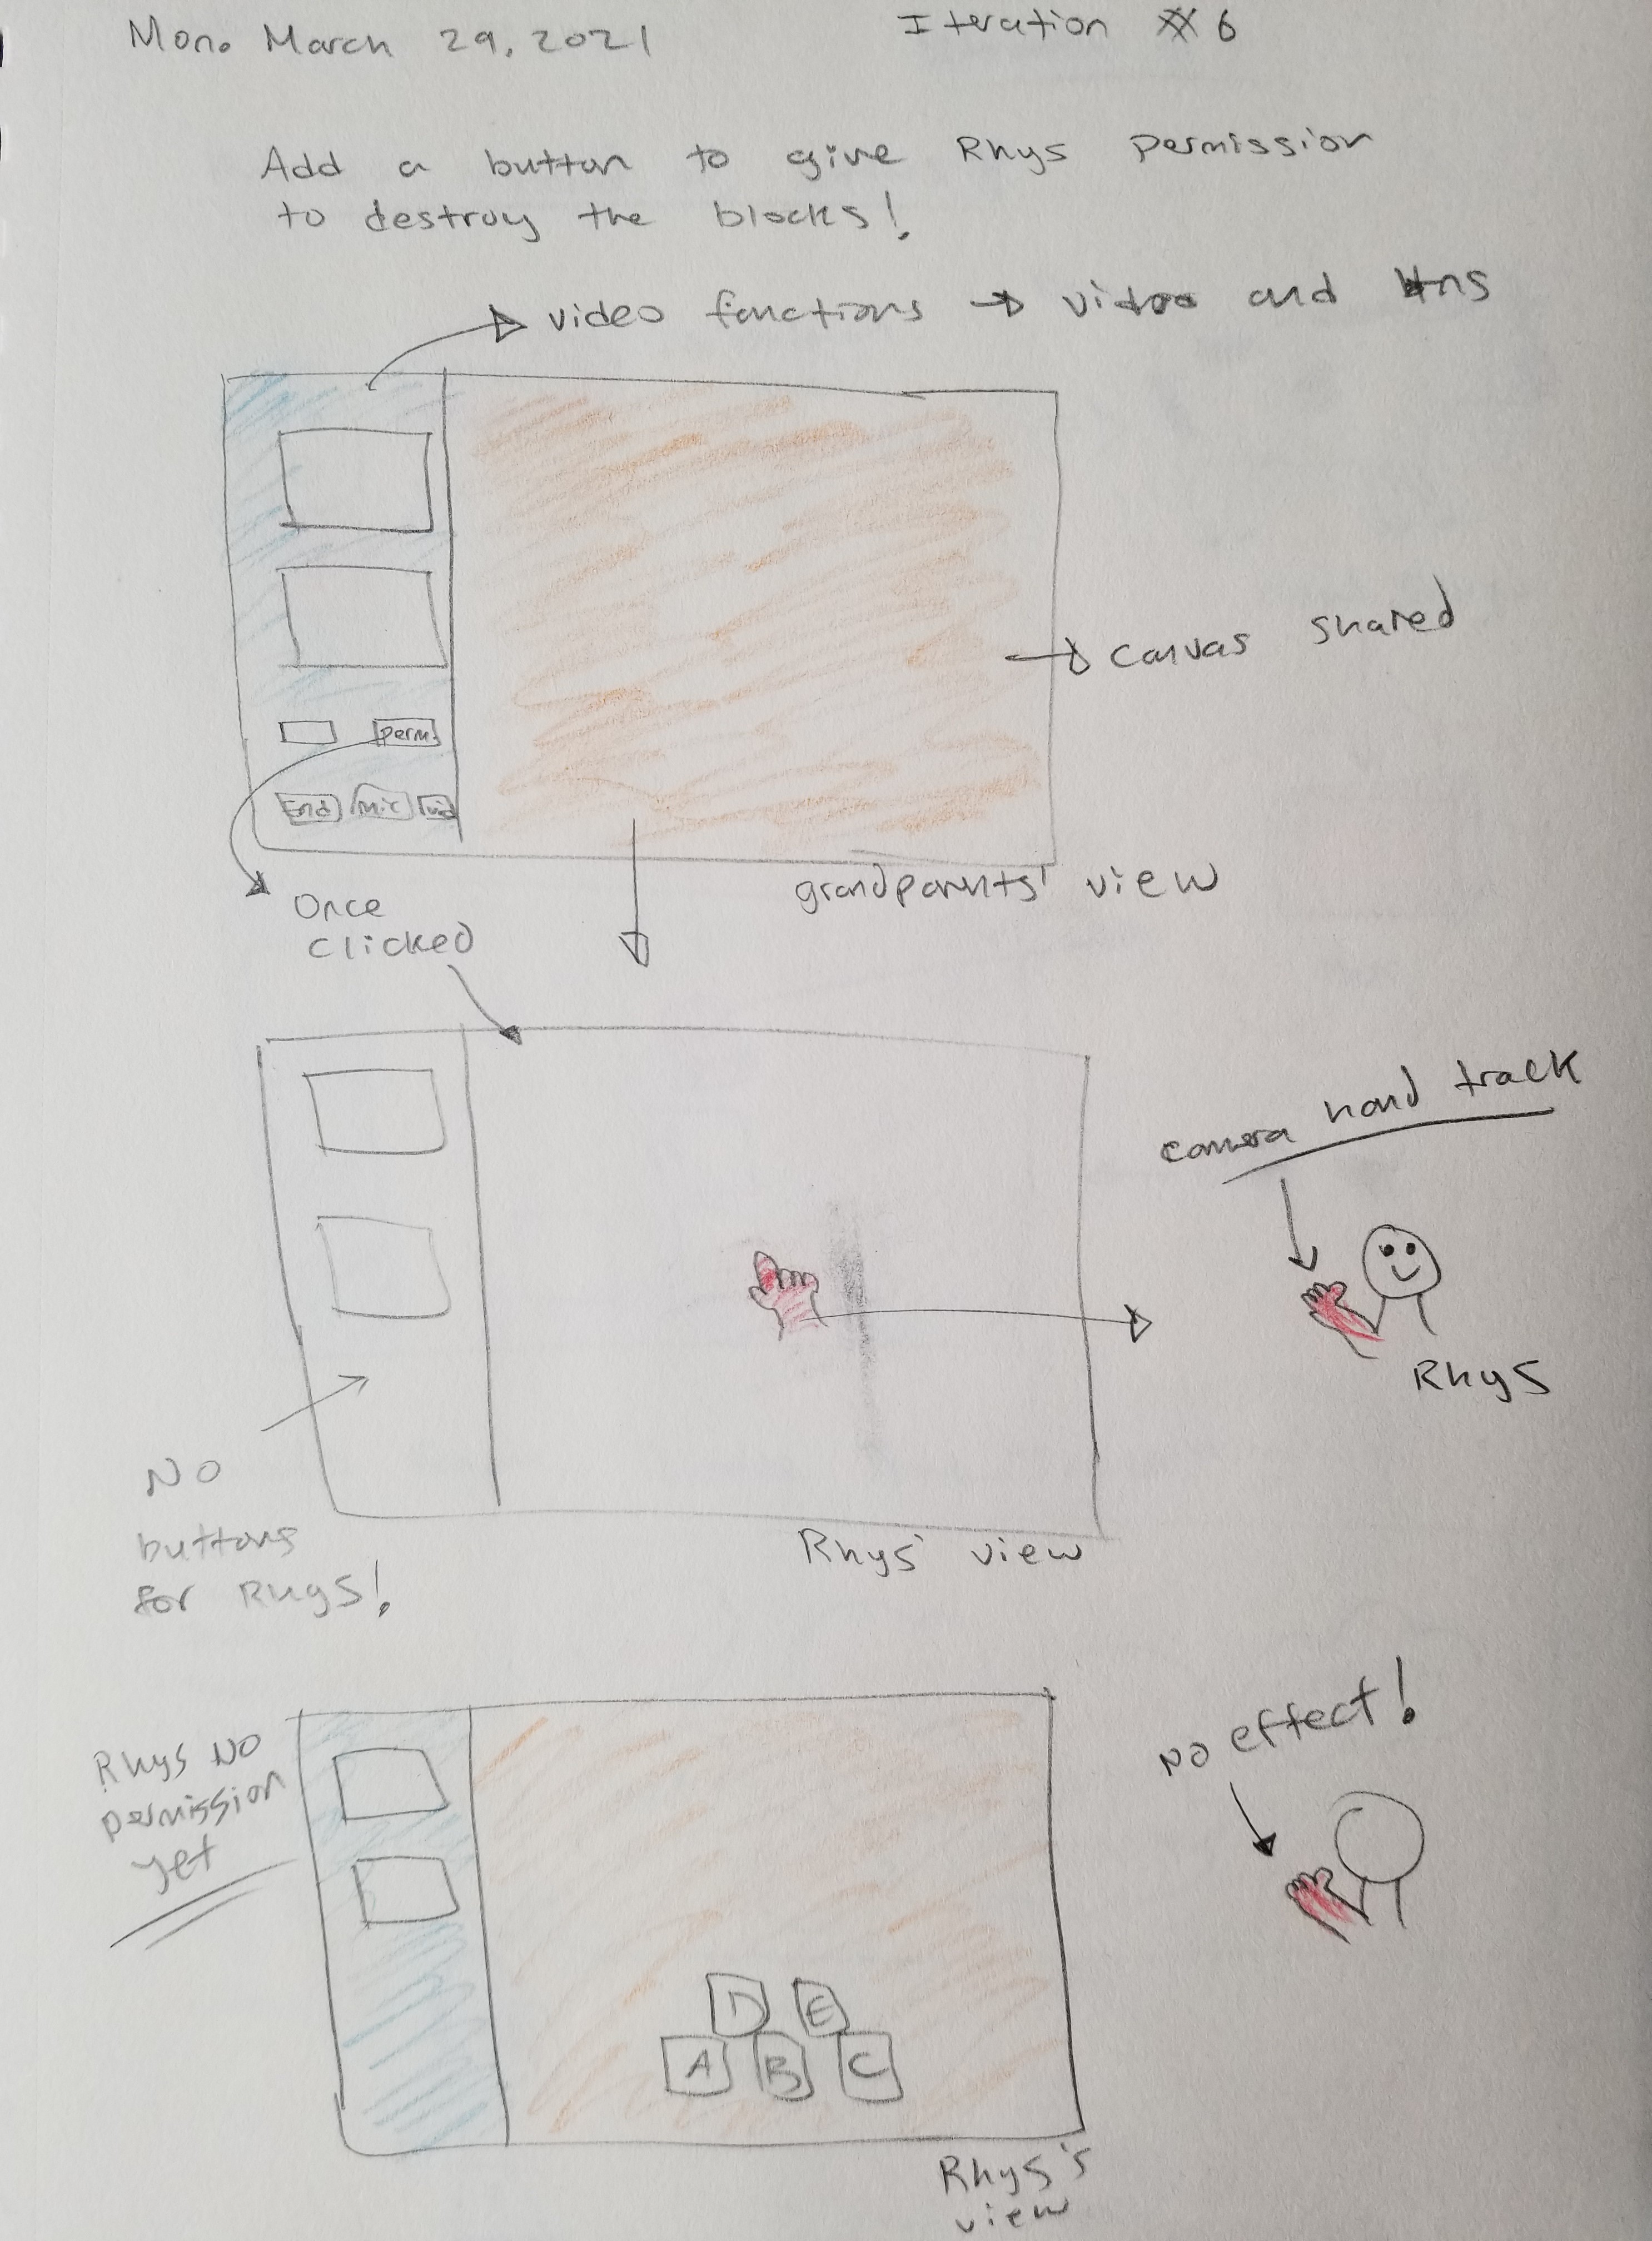 Mon. March 29, 2021
Iteration # 6
Add a button to give Rhys permission
to destroy the blocks!
video functions → video and
canvas shared
perm.
End mic vid
grandparents' view
Once
clicked
camera hand track
Rhys
No
buttons
for Rhys!
Rhys' view
Rhys No
permission
yet
No effect!
D E
A B C
Rhys's
view